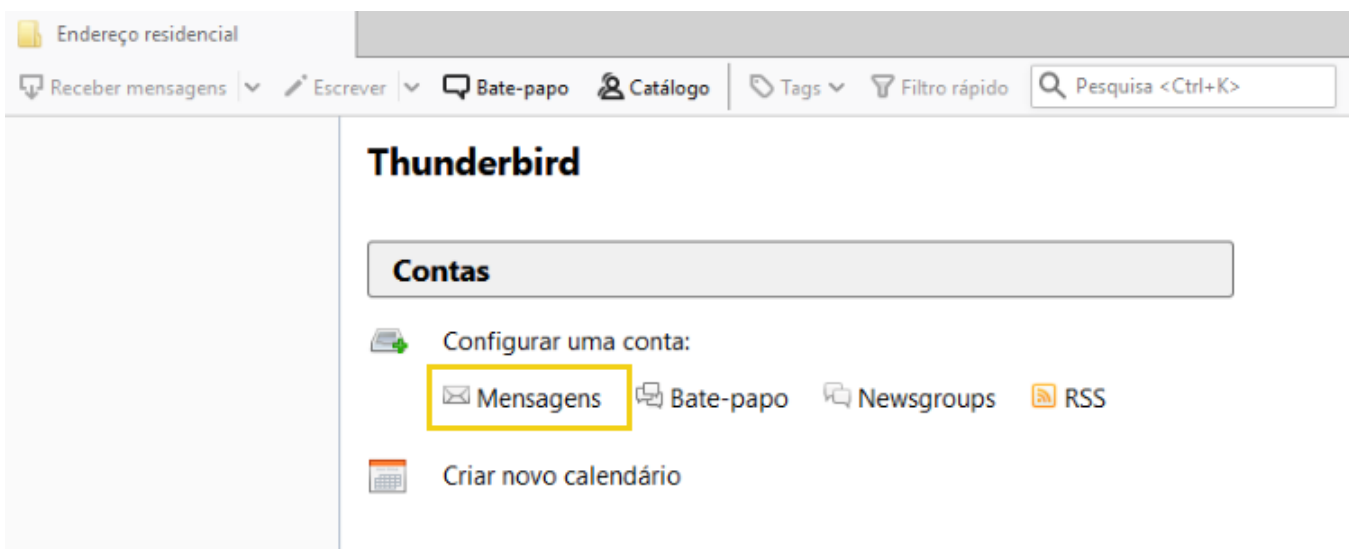 Endereço residencial
Receber mensagens Escrever Bate-papo Catálogo Tags Filtro rápido Pesquisa <Ctrl+K>
Thunderbird
Contas
Configurar uma conta:
Mensagens Bate-papo Newsgroups RSS
Criar novo calendário